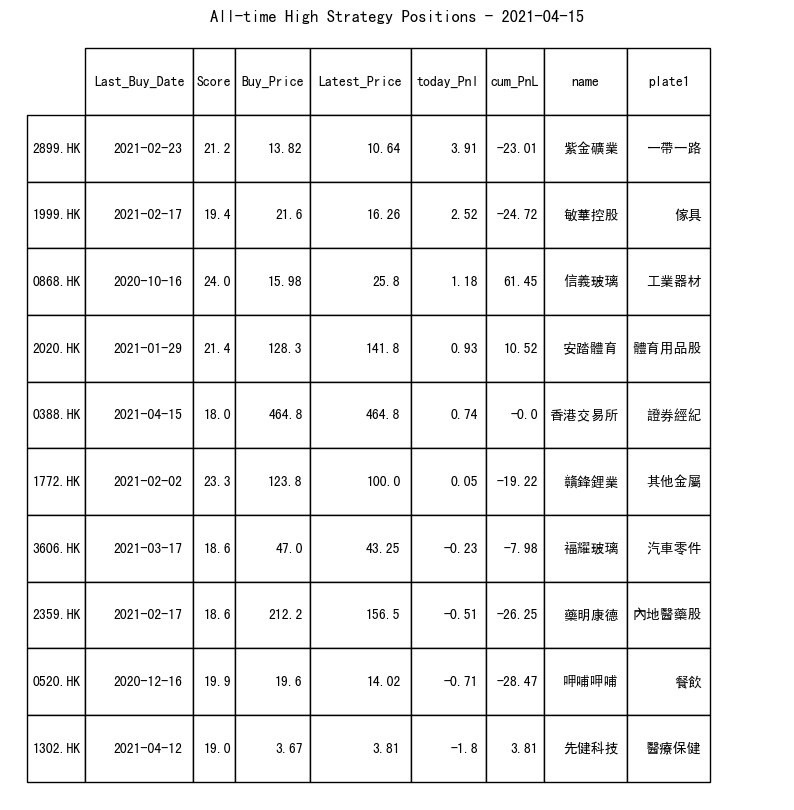 All-time High Strategy Positions - 2021-04-15
Last_Buy_Date Score Buy_Price Latest_Price today_Pnl cum_PnL name plate1
2899.HK 2021-02-23 21.2 13.82 10.64 3.91 -23.01 紫金礦業 一帶一路
1999.HK 2021-02-17 19.4 21.6 16.26 2.52 -24.72 敏華控股 傢具
0868.HK 2020-10-16 24.0 15.98 25.8 1.18 61.45 信義玻璃 工業器材
2020.HK 2021-01-29 21.4 128.3 141.8 0.93 10.52 安踏體育 體育用品股
0388.HK 2021-04-15 18.0 464.8 464.8 0.74 -0.0 香港交易所 證券經紀
1772.HK 2021-02-02 23.3 123.8 100.0 0.05 -19.22 贛鋒鋰業 其他金屬
3606.HK 2021-03-17 18.6 47.0 43.25 -0.23 -7.98 福耀玻璃 汽車零件
2359.HK 2021-02-17 18.6 212.2 156.5 -0.51 -26.25 藥明康德 內地醫藥股
0520.HK 2020-12-16 19.9 19.6 14.02 -0.71 -28.47 呷哺呷哺 餐飲
1302.HK 2021-04-12 19.0 3.67 3.81 -1.8 3.81 先健科技 醫療保健